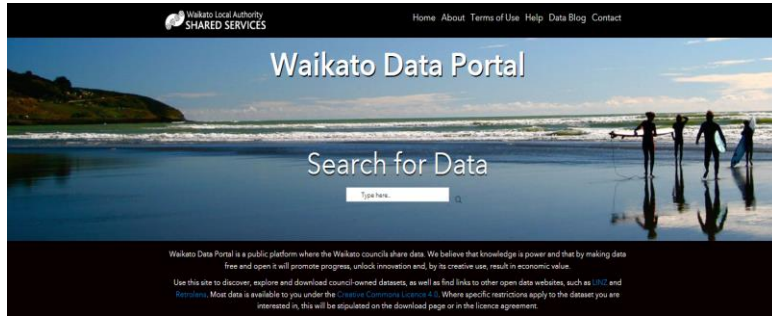 Waikato Local Authority
SHARED SERVICES
Home About Terms of Use Help Data Blog Contact
Waikato Data Portal
Search for Data
Type here..
Waikato Data Portal is a public platform where the Waikato councils share data. We believe that knowledge is power and that by making data
free and open it will promote progress, unlock innovation and, by its creative use, result in economic value.
Use this site to discover, explore and download council-owned datasets, as well as find links to other open data websites, such as LINZ and
Retrolens. Most data is available to you under the Creative Commons Licence 4.0. Where specific restrictions apply to the dataset you are
interested in, this will be stipulated on the download page or in the licence agreement.